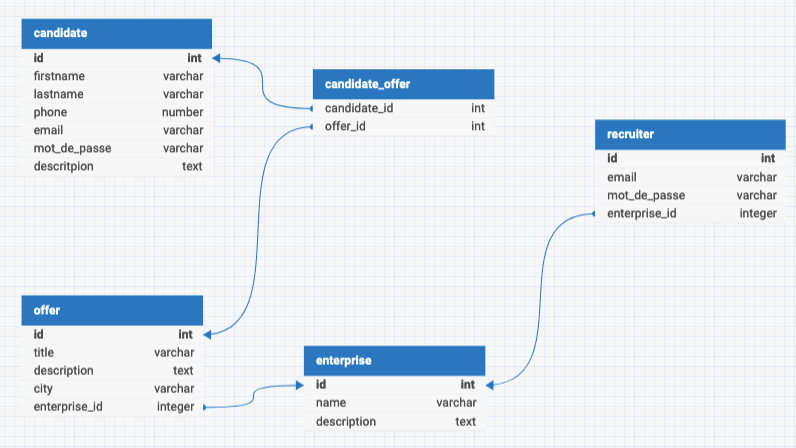 candidate
id int
firstname varchar
lastname varchar
phone number
email varchar
mot_de_passe varchar
descritpion text
candidate_offer
candidate_id int
offer_id int
recruiter
id int
email varchar
mot_de_passe varchar
enterprise_id integer
offer
id int
title varchar
description text
city varchar
enterprise_id integer
enterprise
id int
name varchar
description text